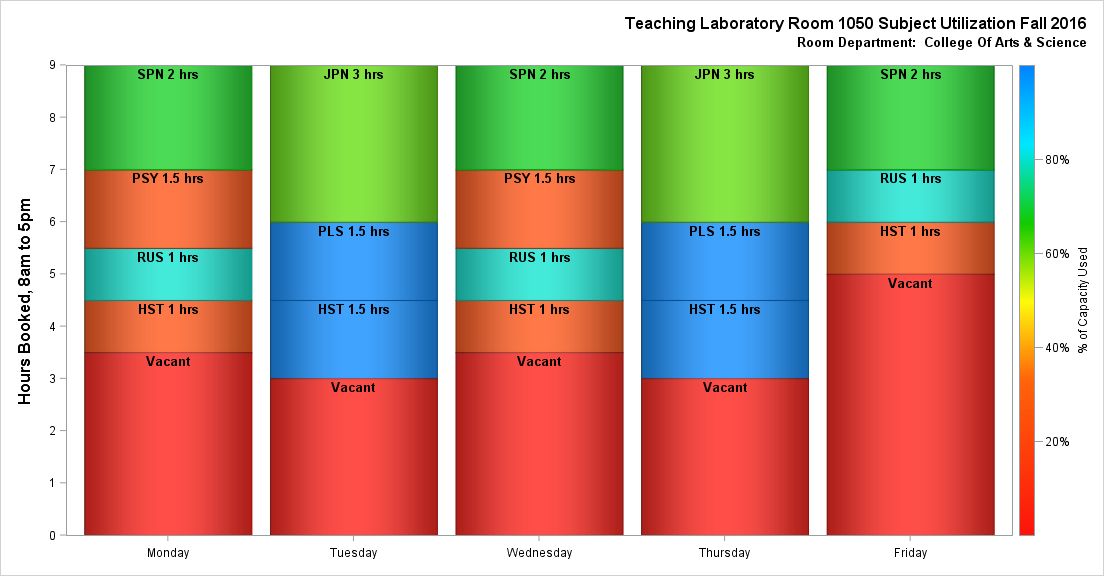 Teaching Laboratory Room 1050 Subject Utilization Fall 2016
Room Department:  College Of Arts & Science
Hours Booked, 8am to 5pm
9
8
7
6
5
4
3
2
1
0
SPN 2 hrs
PSY 1.5 hrs
RUS 1 hrs
HST 1 hrs
Vacant
JPN 3 hrs
PLS 1.5 hrs
HST 1.5 hrs
Vacant
SPN 2 hrs
PSY 1.5 hrs
RUS 1 hrs
HST 1 hrs
Vacant
JPN 3 hrs
PLS 1.5 hrs
HST 1.5 hrs
Vacant
SPN 2 hrs
RUS 1 hrs
HST 1 hrs
Vacant
Monday
Tuesday
Wednesday
Thursday
Friday
80%
60%
40%
20%
% of Capacity Used